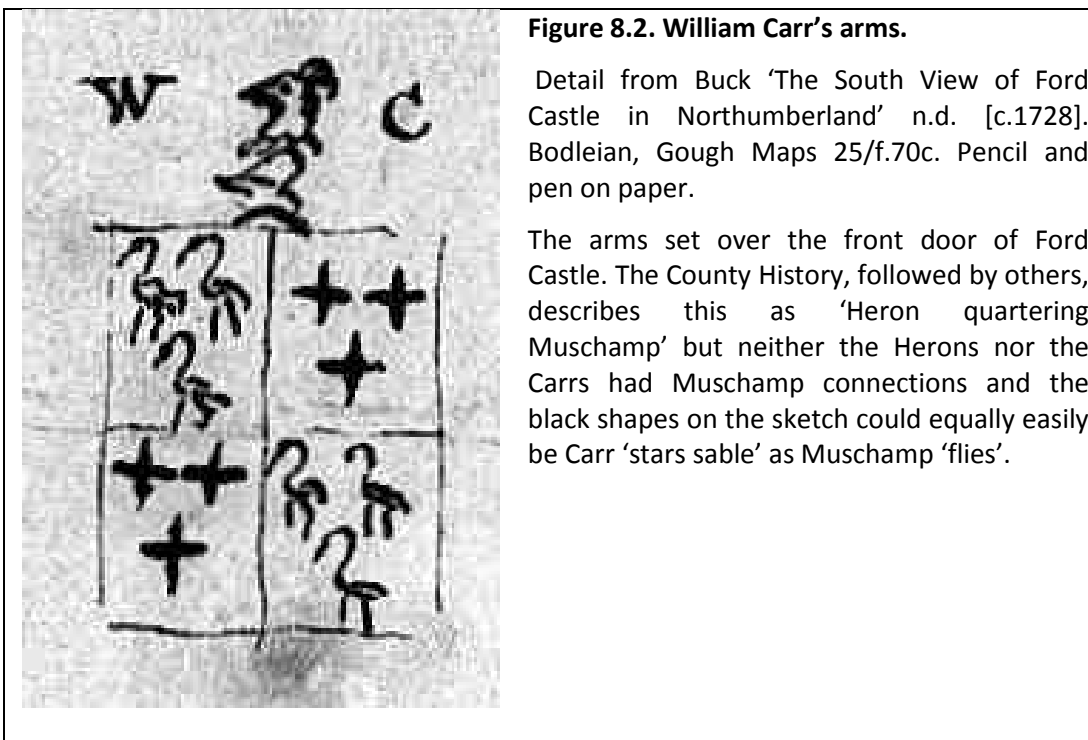 W C
Figure 8.2. William Carr’s arms.
Detail from Buck ‘The South View of Ford
Castle in Northumberland’ n.d. [c.1728].
Bodleian, Gough Maps 25/f.70c. Pencil and
pen on paper.
The arms set over the front door of Ford
Castle. The County History, followed by others,
describes this as ‘Heron quartering
Muschamp’ but neither the Herons nor the
Carrs had Muschamp connections and the
black shapes on the sketch could equally easily
be Carr ‘stars sable’ as Muschamp ‘flies’.